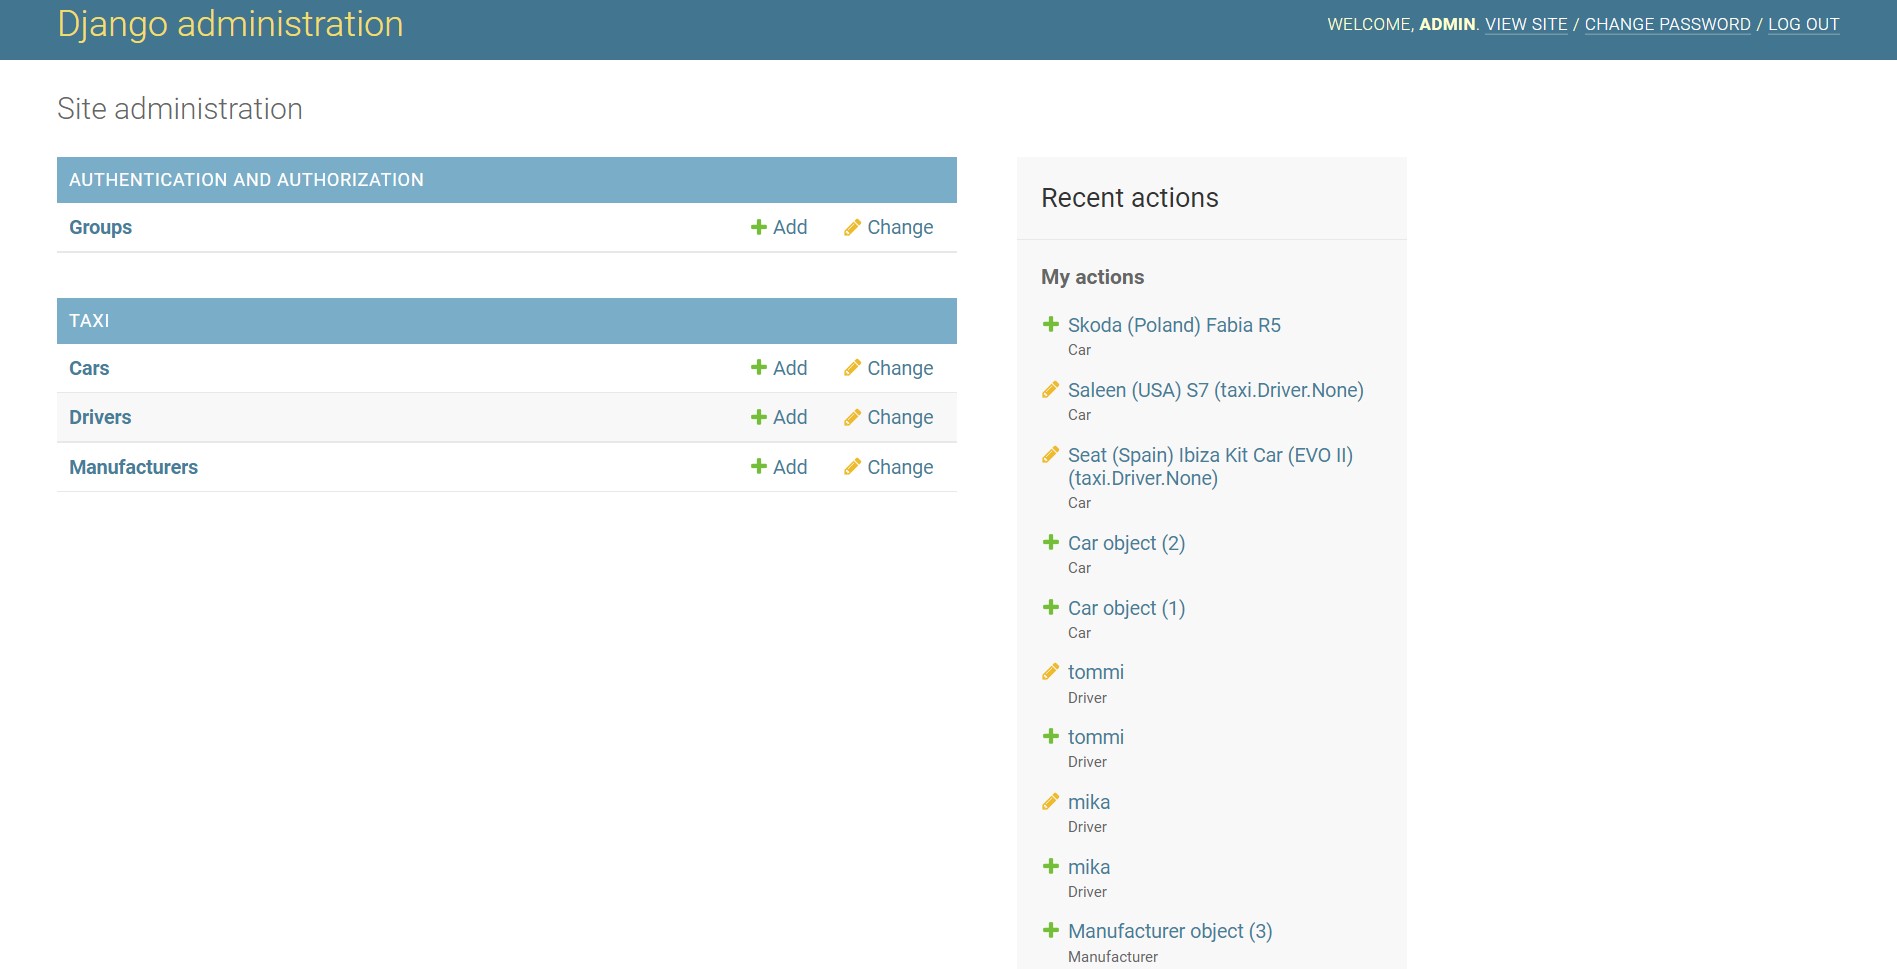 Django administration
WELCOME, ADMIN. VIEW SITE / CHANGE PASSWORD / LOG OUT
Site administration
AUTHENTICATION AND AUTHORIZATION
Groups Add Change
TAXI
Cars Add Change
Drivers Add Change
Manufacturers Add Change
Recent actions
My actions
Skoda (Poland) Fabia R5
Car
Saleen (USA) S7 (taxi.Driver.None)
Car
Seat (Spain) Ibiza Kit Car (EVO II)
(taxi.Driver.None)
Car
Car object (2)
Car
Car object (1)
Car
tommi
Driver
tommi
Driver
mika
Driver
mika
Driver
Manufacturer object (3)
Manufacturer